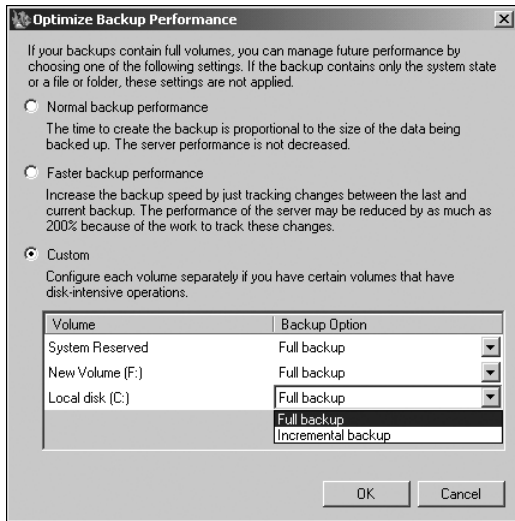 Optimize Backup Performance
If your backups contain full volumes, you can manage future performance by
choosing one of the following settings. If the backup contains only the system state
or a file or folder, these settings are not applied.
Normal backup performance
The time to create the backup is proportional to the size of the data being
backed up. The server performance is not decreased.
Faster backup performance
Increase the backup speed by just tracking changes between the last and
current backup. The performance of the server may be reduced by as much as
200% because of the work to track these changes.
Custom
Configure each volume separately if you have certain volumes that have
disk-intensive operations.
Volume Backup Option
System Reserved Full backup
New Volume (F:) Full backup
Local disk (C:) Full backup
Full backup
Incremental backup
OK Cancel